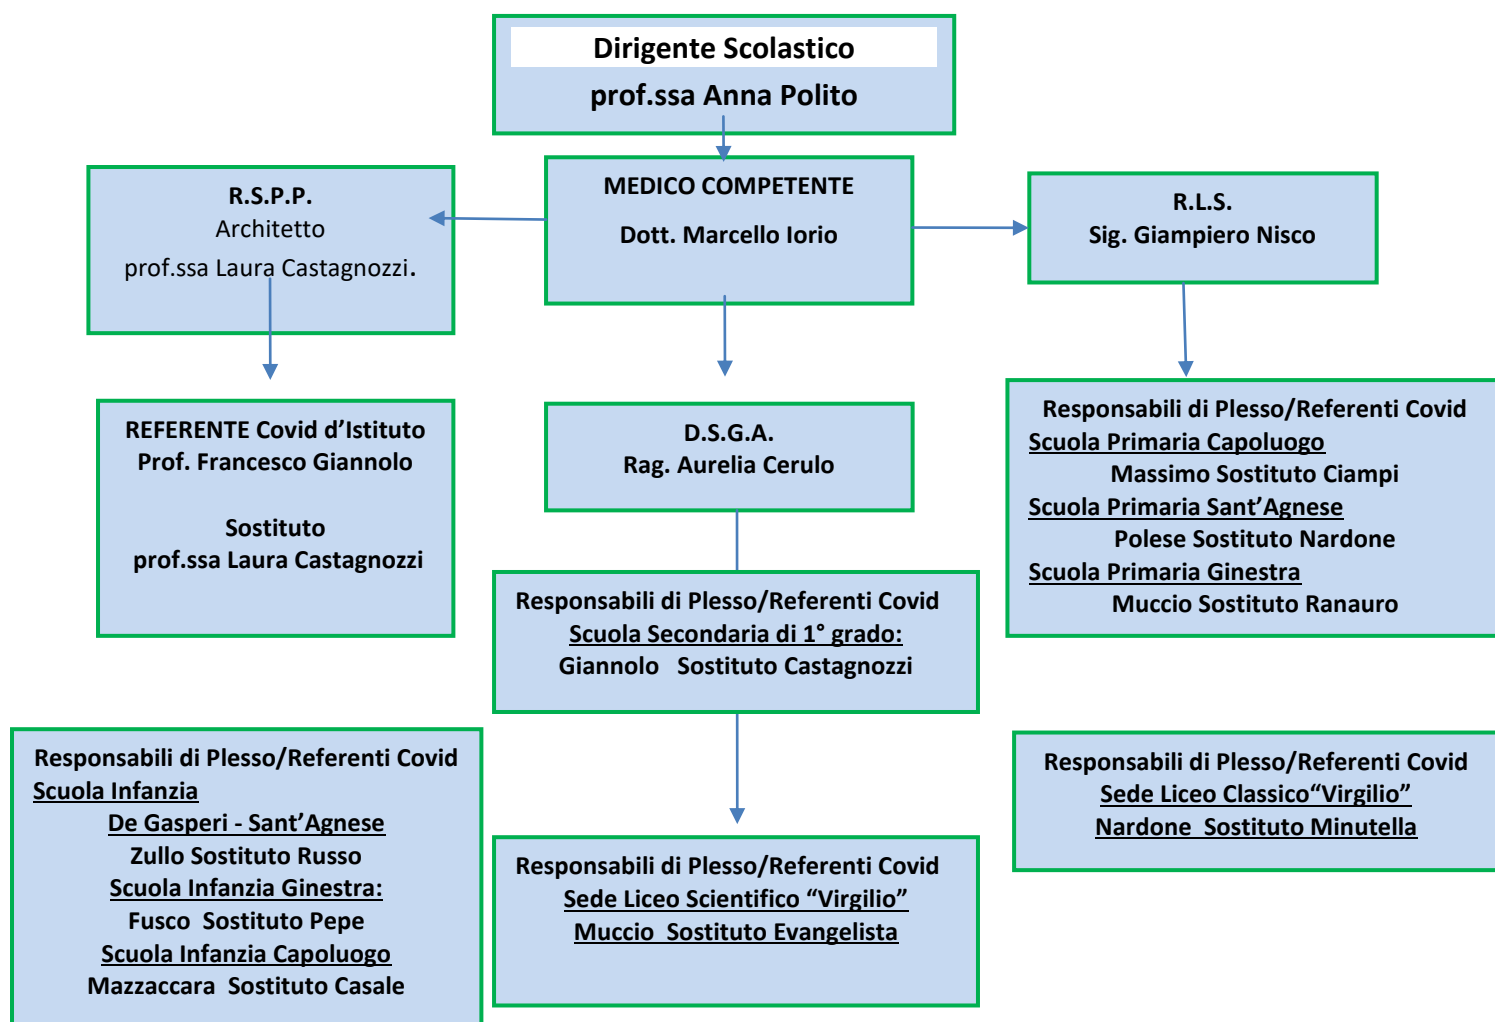 Dirigente Scolastico
prof.ssa Anna Polito
R.S.P.P.
Architetto
prof.ssa Laura Castagnozzi.
MEDICO COMPETENTE
Dott. Marcello Iorio
R.L.S.
Sig. Giampiero Nisco
REFERENTE Covid d’Istituto
Prof. Francesco Giannolo
Sostituto
prof.ssa Laura Castagnozzi
D.S.G.A.
Rag. Aurelia Cerulo
Responsabili di Plesso/Referenti Covid
Scuola Primaria Capoluogo
Massimo Sostituto Ciampi
Scuola Primaria Sant’Agnese
Polese Sostituto Nardone
Scuola Primaria Ginestra
Muccio Sostituto Ranauro
Responsabili di Plesso/Referenti Covid
Scuola Secondaria di 1° grado:
Giannolo Sostituto Castagnozzi
Responsabili di Plesso/Referenti Covid
Scuola Infanzia
De Gasperi - Sant’Agnese
Zullo Sostituto Russo
Scuola Infanzia Ginestra:
Fusco Sostituto Pepe
Scuola Infanzia Capoluogo
Mazzaccara Sostituto Casale
Responsabili di Plesso/Referenti Covid
Sede Liceo Scientifico “Virgilio”
Muccio Sostituto Evangelista
Responsabili di Plesso/Referenti Covid
Sede Liceo Classico“Virgilio”
Nardone Sostituto Minutella